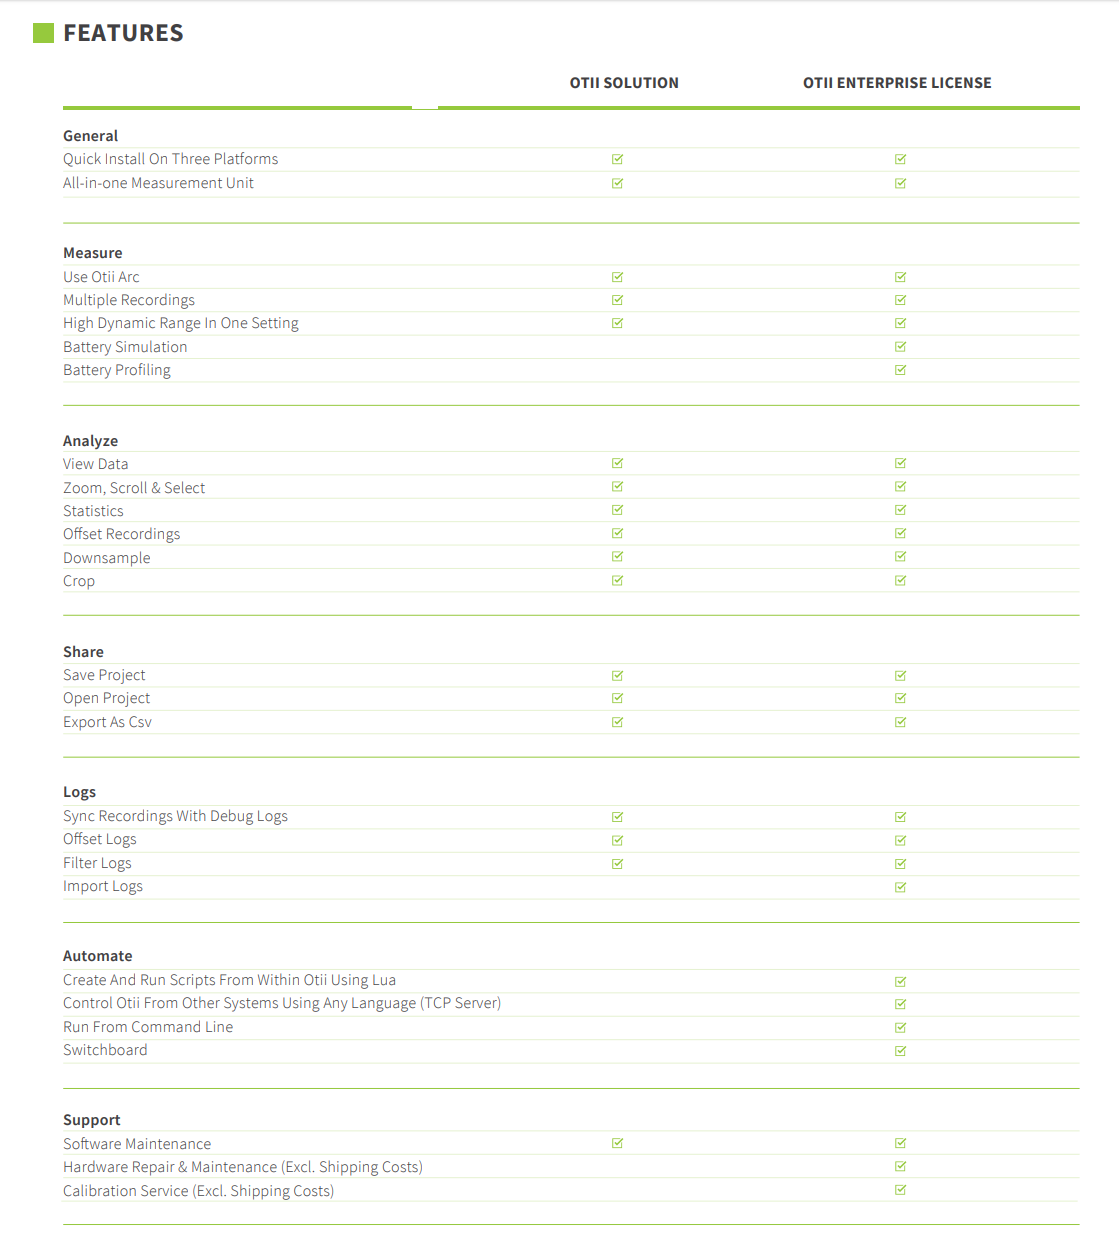 FEATURES
OTII SOLUTION OTII ENTERPRISE LICENSE
General
Quick Install On Three Platforms
All-in-one Measurement Unit
Measure
Use Otii Arc
Multiple Recordings
High Dynamic Range In One Setting
Battery Simulation
Battery Profiling
Analyze
View Data
Zoom, Scroll & Select
Statistics
Offset Recordings
Downsample
Crop
Share
Save Project
Open Project
Export As Csv
Logs
Sync Recordings With Debug Logs
Offset Logs
Filter Logs
Import Logs
Automate
Create And Run Scripts From Within Otii Using Lua
Control Otii From Other Systems Using Any Language (TCP Server)
Run From Command Line
Switchboard
Support
Software Maintenance
Hardware Repair & Maintenance (Excl. Shipping Costs)
Calibration Service (Excl. Shipping Costs)